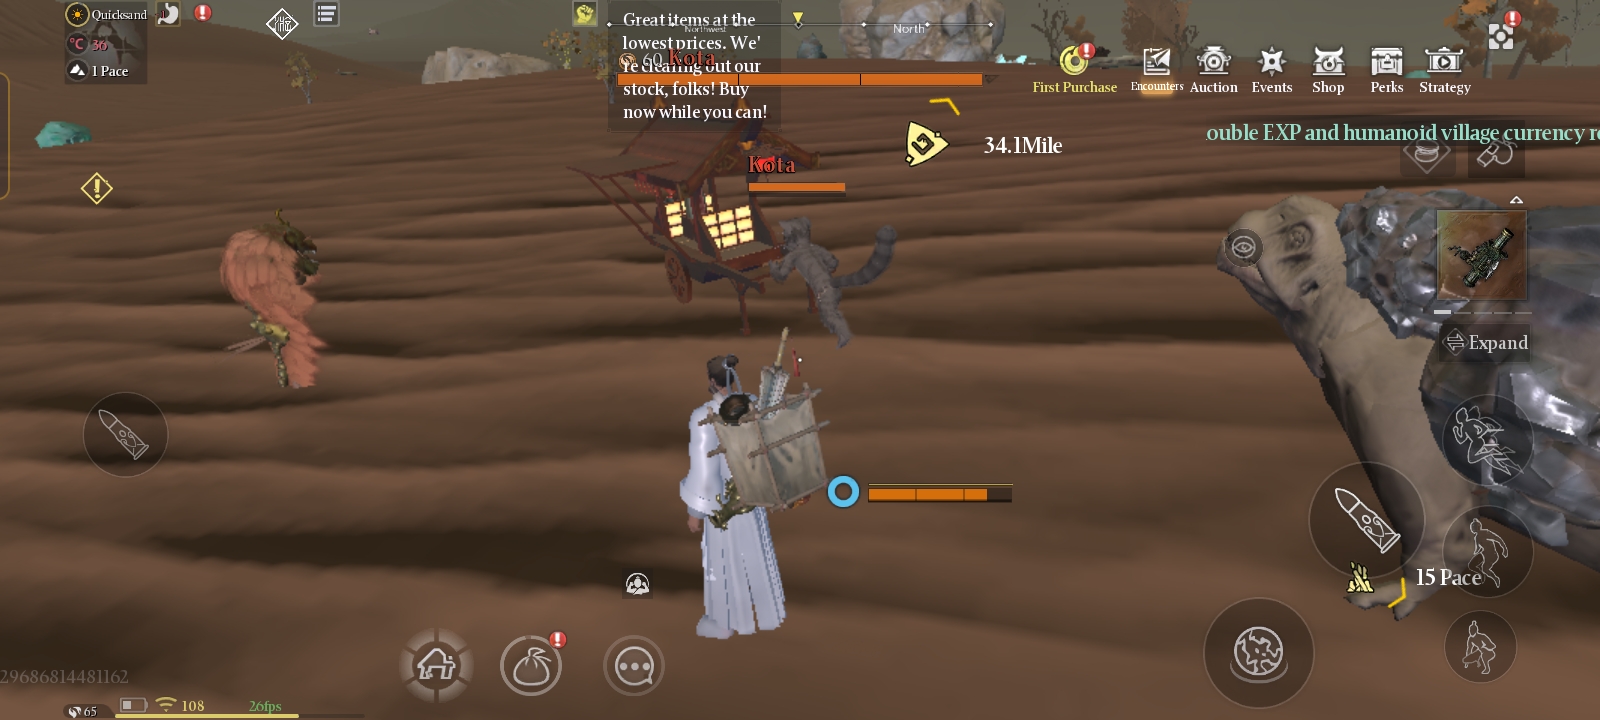 Quicksand
°C 36
1 Pace
Great items at the
lowest prices. We'
re clearing out our
stock, folks! Buy
now while you can!
Northwest
North
60 Kota
Kota
34.1Mile
First Purchase
Encounters
Auction
Events
Shop
Perks
Strategy
ouble EXP and humanoid village currency re
Expand
15 Pace
29686814481162
65
108
26fps